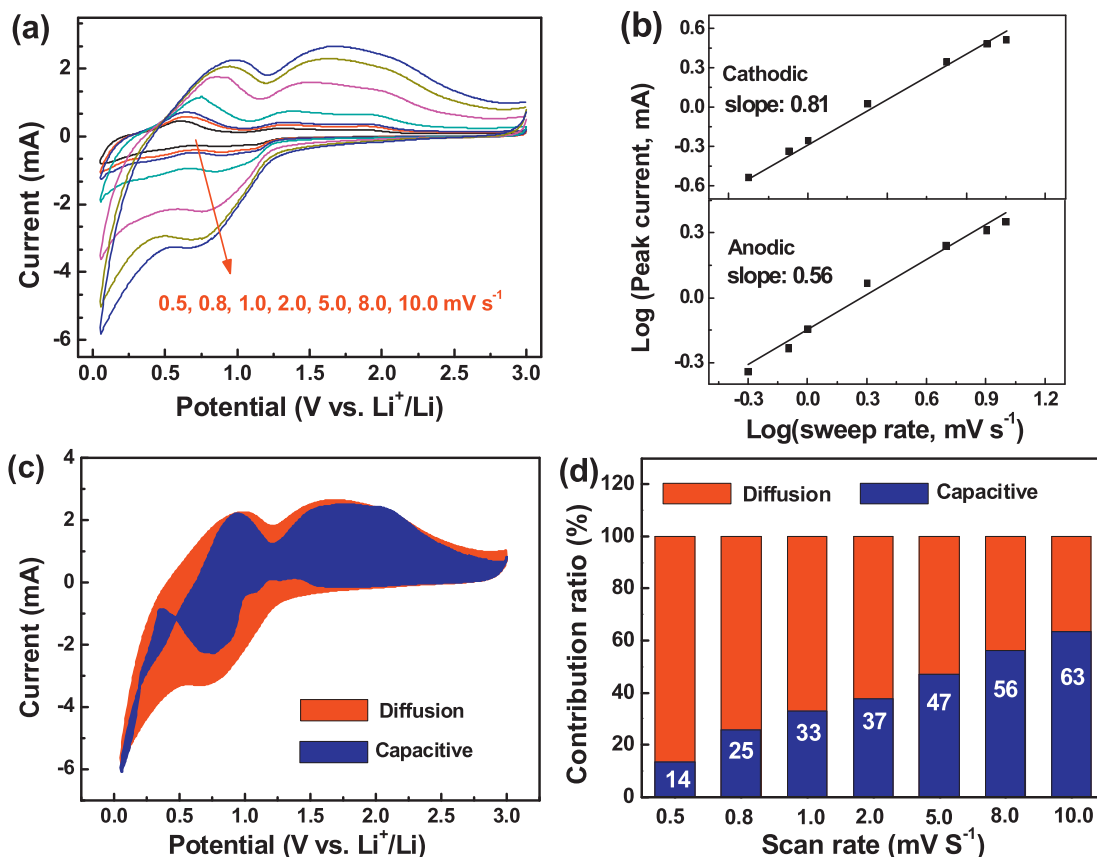 (a)
2
0
-2
-4
-6
Current (mA)
0.5, 0.8, 1.0, 2.0, 5.0, 8.0, 10.0 mV s⁻¹
0.0 0.5 1.0 1.5 2.0 2.5 3.0
Potential (V vs. Li⁺/Li)
(b)
0.6
0.3
0.0
-0.3
-0.6
Cathodic
slope: 0.81
Log (Peak current, mA)
0.3
0.0
-0.3
Anodic
slope: 0.56
-0.3 0.0 0.3 0.6 0.9 1.2
Log(sweep rate, mV s⁻¹)
(c)
4
2
0
-2
-4
-6
Current (mA)
Diffusion
Capacitive
0.0 0.5 1.0 1.5 2.0 2.5 3.0
Potential (V vs. Li⁺/Li)
(d)
120
100
80
60
40
20
0
Contribution ratio (%)
Diffusion Capacitive
14 25 33 37 47 56 63
0.5 0.8 1.0 2.0 5.0 8.0 10.0
Scan rate (mV S⁻¹)